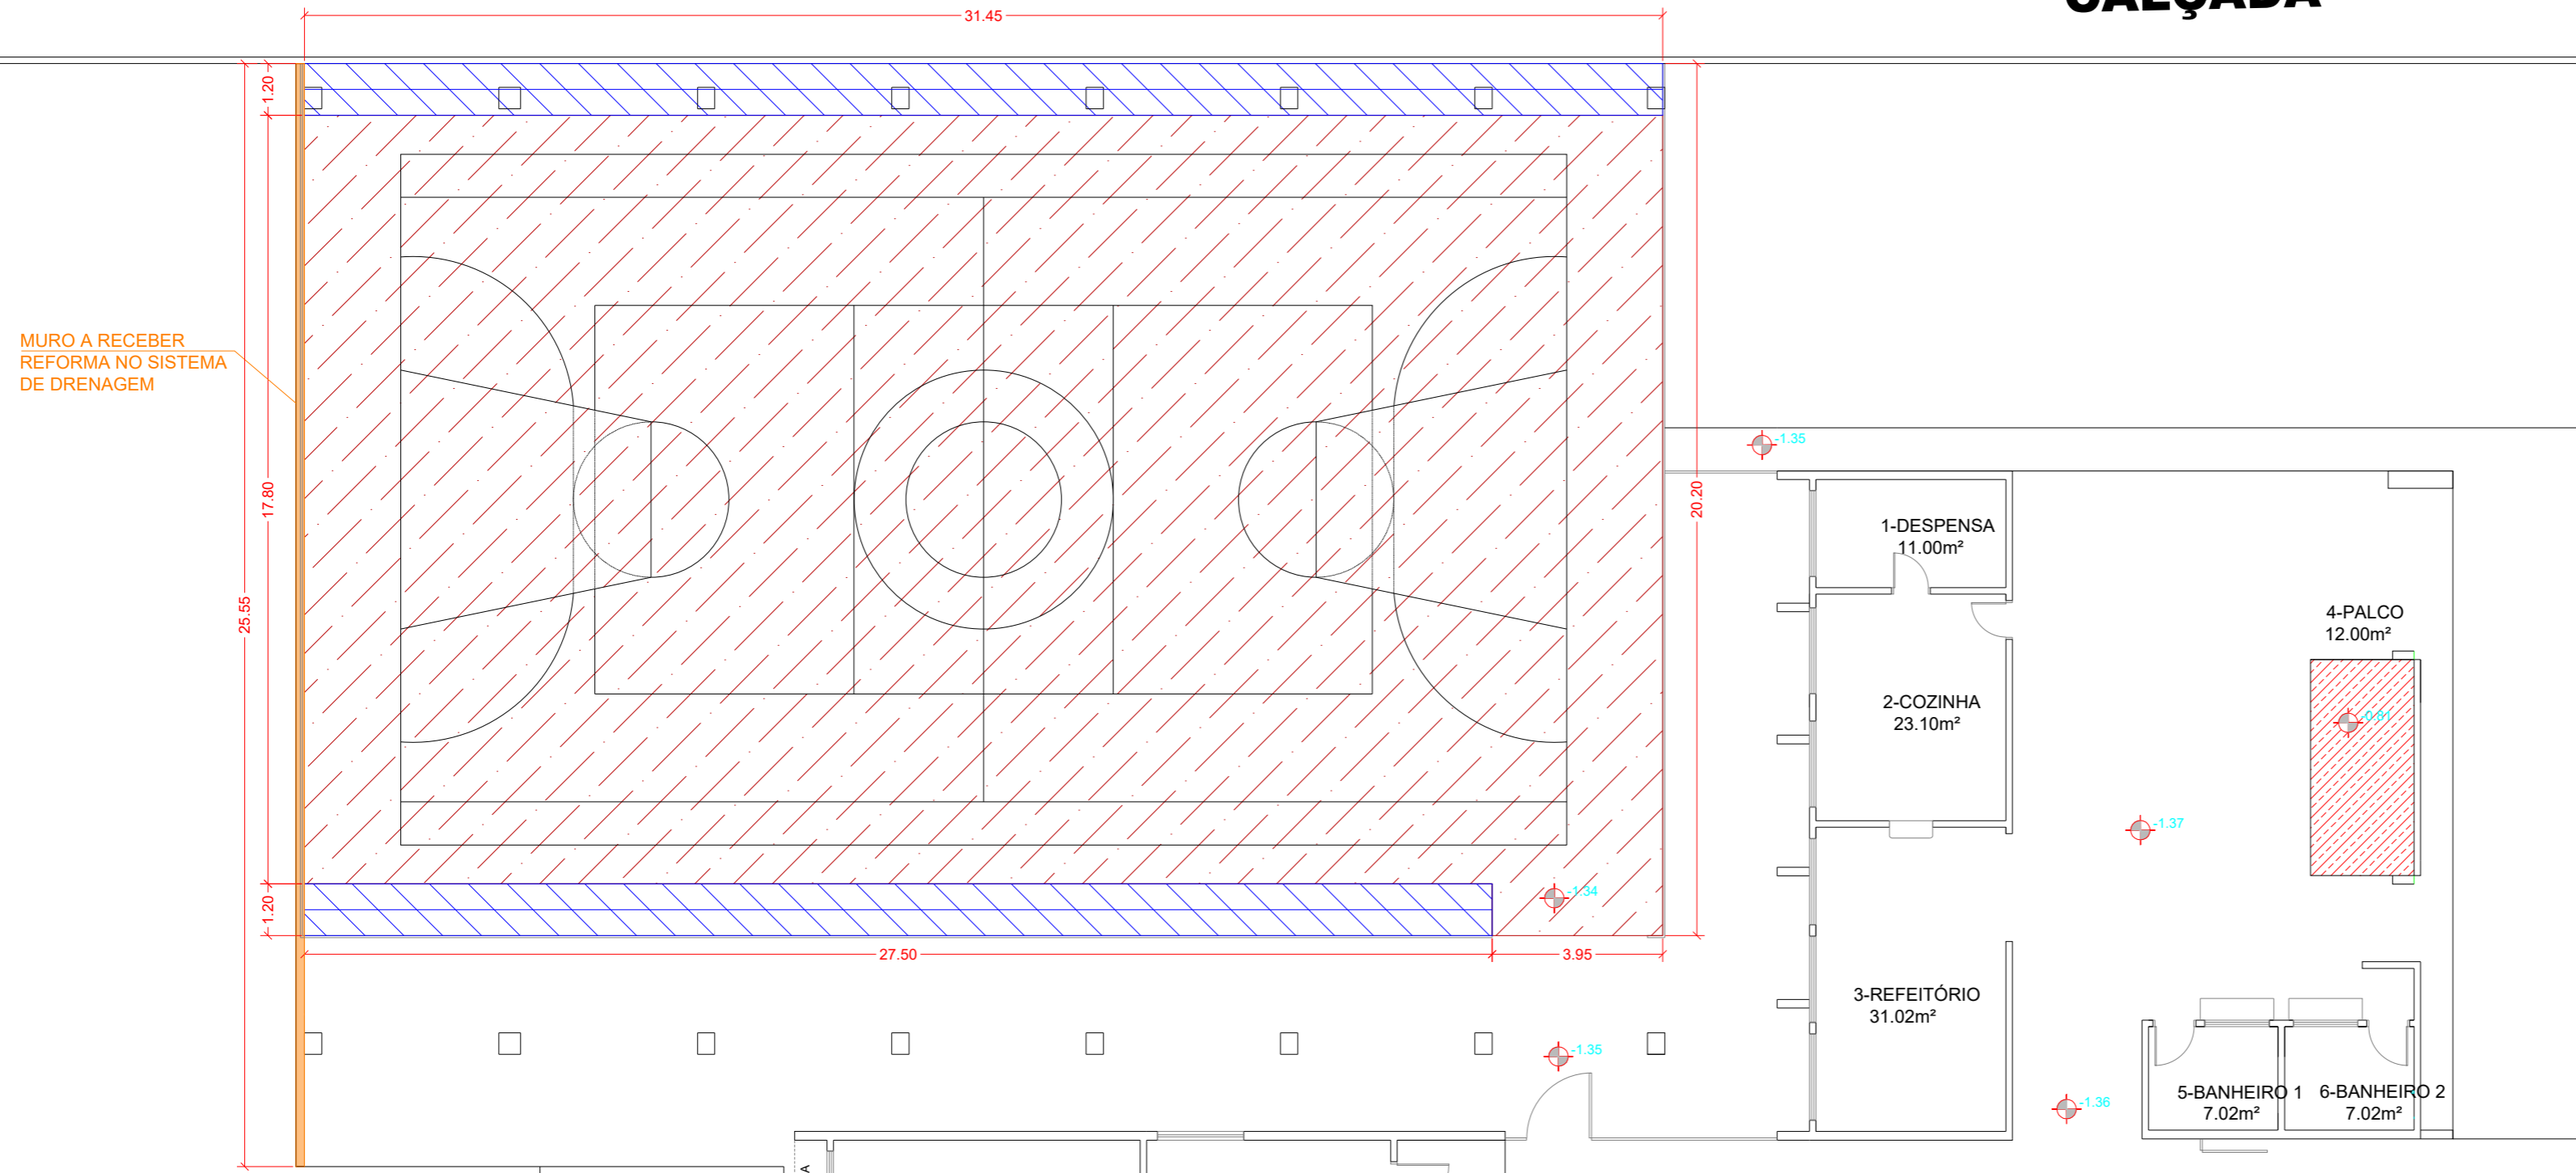 CALÇADA
31.45
1.20
MURO A RECEBER
REFORMA NO SISTEMA
DE DRENAGEM
17.80
25.55
20.20
-1.35
1-DESPENSA
11.00m²
4-PALCO
12.00m²
2-COZINHA
23.10m²
-0.81
-1.37
1.20
-1.34
27.50
3.95
3-REFEITÓRIO
31.02m²
-1.35
-1.36
5-BANHEIRO 1
7.02m²
6-BANHEIRO 2
7.02m²
A